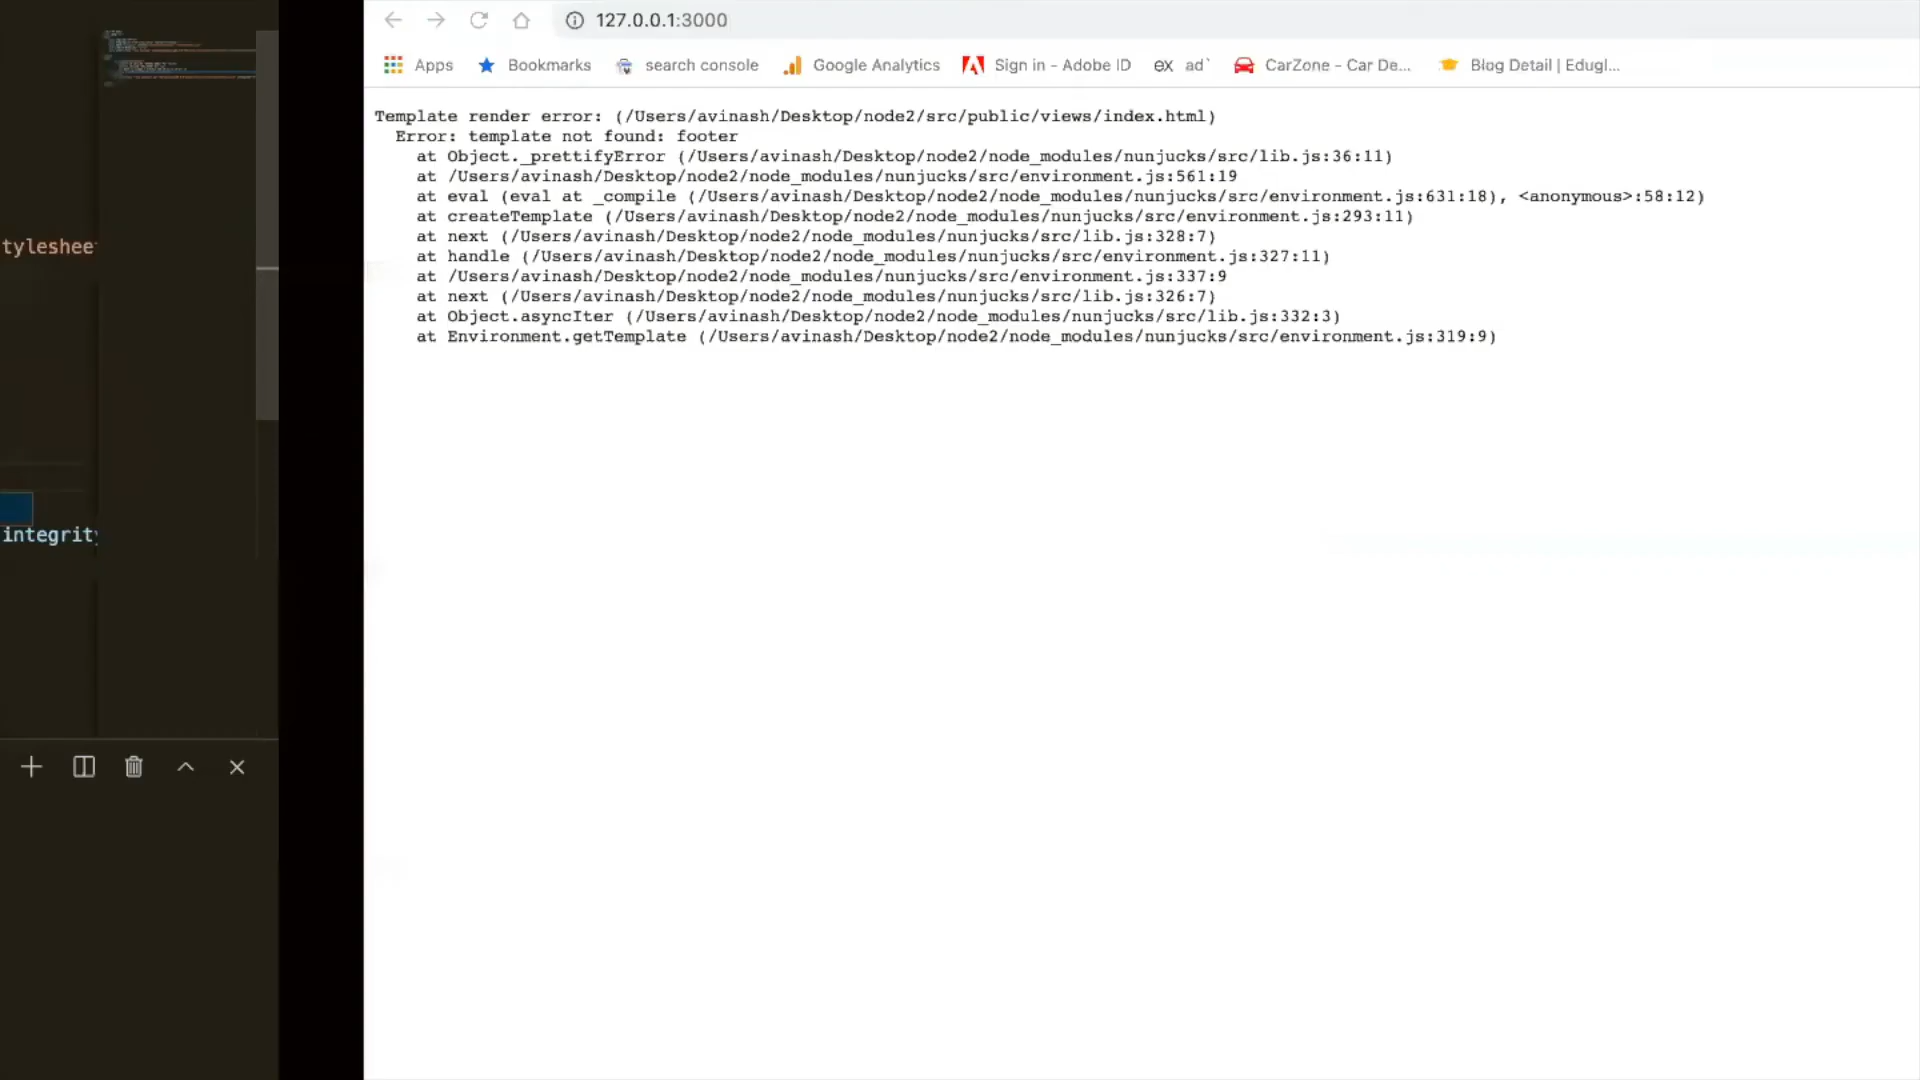 127.0.0.1:3000
Apps Bookmarks search console Google Analytics Sign in - Adobe ID ex ad` CarZone - Car De... Blog Detail | Edugl...
Template render error: (/Users/avinash/Desktop/node2/src/public/views/index.html)
Error: template not found: footer
at Object._prettifyError (/Users/avinash/Desktop/node2/node_modules/nunjucks/src/lib.js:36:11)
at /Users/avinash/Desktop/node2/node_modules/nunjucks/src/environment.js:561:19
at eval (eval at _compile (/Users/avinash/Desktop/node2/node_modules/nunjucks/src/environment.js:631:18), <anonymous>:58:12)
at createTemplate (/Users/avinash/Desktop/node2/node_modules/nunjucks/src/environment.js:293:11)
at next (/Users/avinash/Desktop/node2/node_modules/nunjucks/src/lib.js:328:7)
at handle (/Users/avinash/Desktop/node2/node_modules/nunjucks/src/environment.js:327:11)
at /Users/avinash/Desktop/node2/node_modules/nunjucks/src/environment.js:337:9
at next (/Users/avinash/Desktop/node2/node_modules/nunjucks/src/lib.js:326:7)
at Object.asyncIter (/Users/avinash/Desktop/node2/node_modules/nunjucks/src/lib.js:332:3)
at Environment.getTemplate (/Users/avinash/Desktop/node2/node_modules/nunjucks/src/environment.js:319:9)
tyleshee
integrity